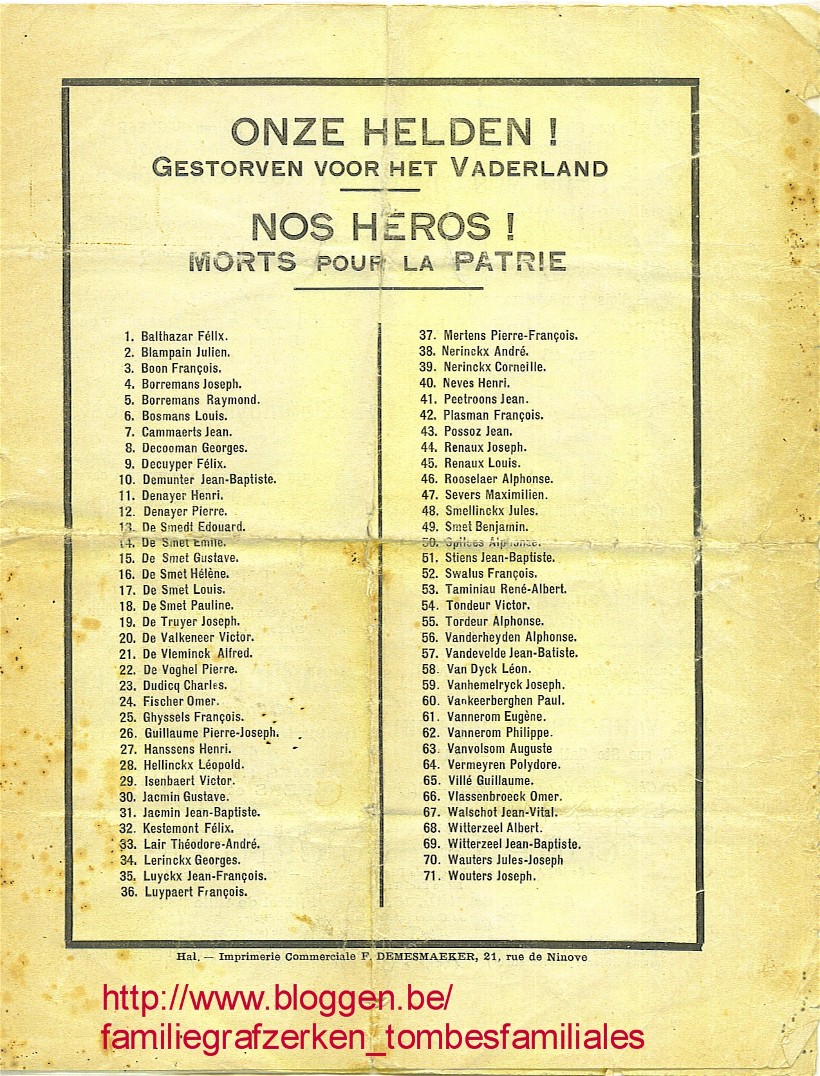 ONZE HELDEN !
GESTORVEN VOOR HET VADERLAND
NOS HÉROS !
MORTS POUR LA PATRIE
1. Balthazar Félix.
2. Blampain Julien.
3. Boon François.
4. Borremans Joseph.
5. Borremans Raymond.
6. Bosmans Louis.
7. Cammaerts Jean.
8. Decooman Georges.
9. Decuyper Félix.
10. Demunter Jean-Baptiste.
11. Denayer Henri.
12. Denayer Pierre.
13. De Smedt Edouard.
14. De Smet Emile.
15. De Smet Gustave.
16. De Smet Hélène.
17. De Smet Louis.
18. De Smet Pauline.
19. De Truyer Joseph.
20. De Valkeneer Victor.
21. De Vleminck Alfred.
22. De Voghel Pierre.
23. Dudicq Charles.
24. Fischer Omer.
25. Ghyssels François.
26. Guillaume Pierre-Joseph.
27. Hanssens Henri.
28. Hellinckx Léopold.
29. Isenbaert Victor.
30. Jacmin Gustave.
31. Jacmin Jean-Baptiste.
32. Kestemont Félix.
33. Lair Théodore-André.
34. Lerinckx Georges.
35. Luyckx Jean-François.
36. Luypaert François.
37. Mertens Pierre-François.
38. Nerinckx André.
39. Nerinckx Corneille.
40. Neves Henri.
41. Peetroons Jean.
42. Plasman François.
43. Possoz Jean.
44. Renaux Joseph.
45. Renaux Louis.
46. Rooselaer Alphonse.
47. Severs Maximilien.
48. Smellinckx Jules.
49. Smet Benjamin.
50. Alphonse.
51. Stiens Jean-Baptiste.
52. Swalus François.
53. Taminiau René-Albert.
54. Tondeur Victor.
55. Tordeur Alphonse.
56. Vanderheyden Alphonse.
57. Vandevelde Jean-Batiste.
58. Van Dyck Léon.
59. Vanhemelryck Joseph.
60. Vankeerberghen Paul.
61. Vannerom Eugène.
62. Vannerom Philippe.
63. Vanvolsom Auguste
64. Vermeyren Polydore.
65. Villé Guillaume.
66. Vlassenbroeck Omer.
67. Walschot Jean-Vital.
68. Witterzeel Albert.
69. Witterzeel Jean-Baptiste.
70. Wauters Jules-Joseph
71. Wouters Joseph.
Hal. — Imprimerie Commerciale F. DEMESMAEKER, 21, rue de Ninove
http://www.bloggen.be/
familiegrafzerken_tombesfamiliales